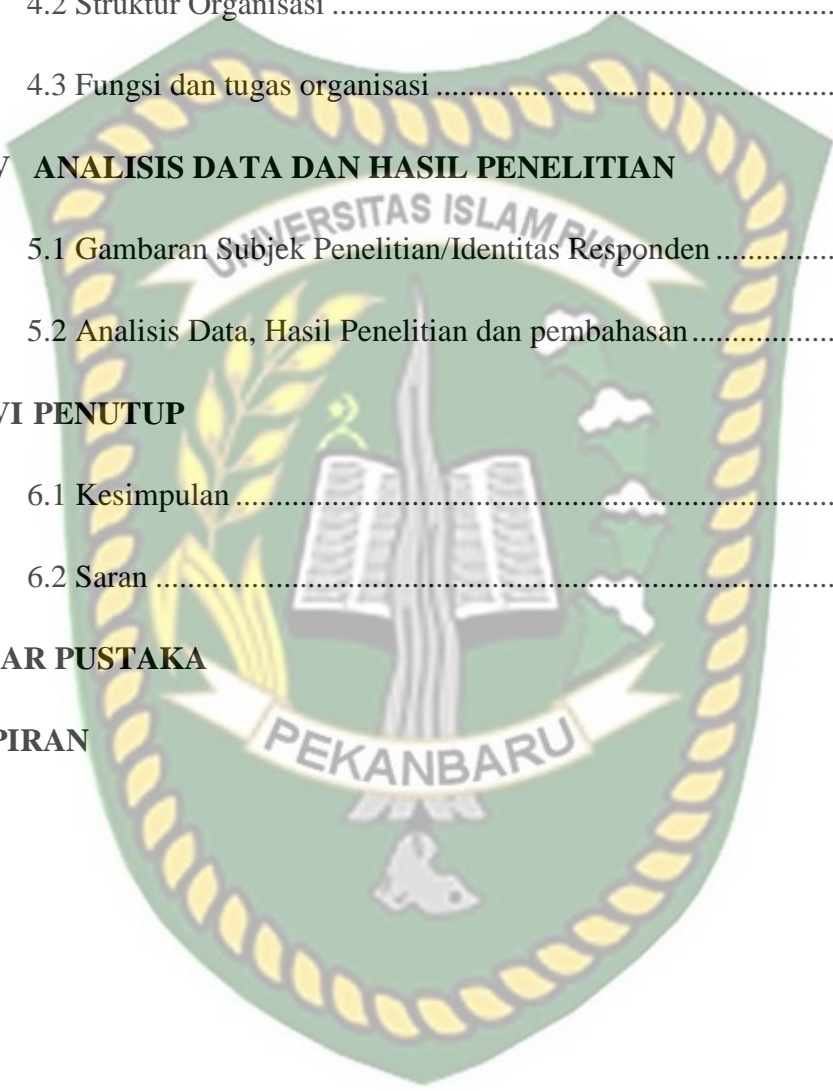 4.2 Struktur Organisasi ................................................................
4.3 Fungsi dan tugas organisasi ...................................................
V ANALISIS DATA DAN HASIL PENELITIAN
UNIVERSITAS ISLAM RIAU
5.1 Gambaran Subjek Penelitian/Identitas Responden ...............
5.2 Analisis Data, Hasil Penelitian dan pembahasan ..................
VI PENUTUP
6.1 Kesimpulan ............................................................................
6.2 Saran ......................................................................................
AR PUSTAKA
PIRAN
PEKANBARU